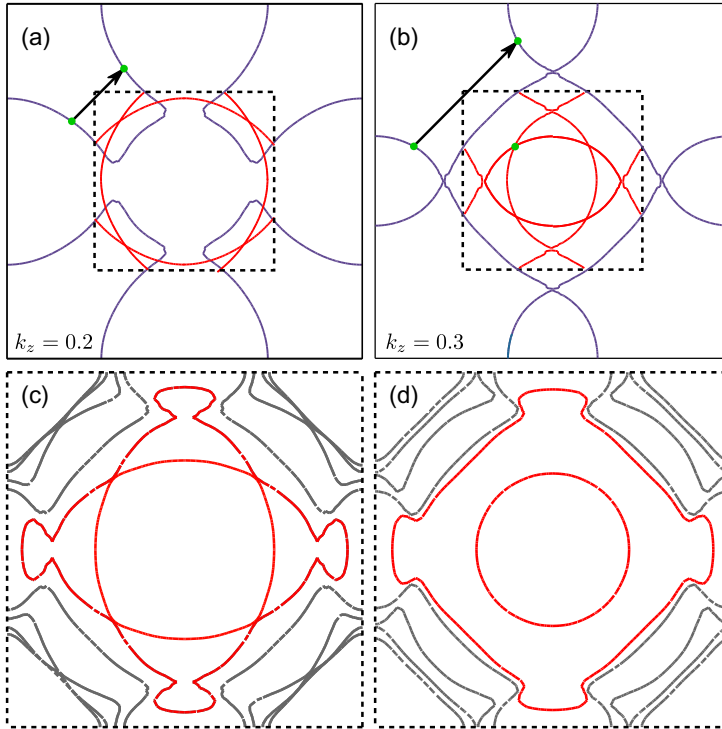 (a)
(b)
k_z = 0.2
k_z = 0.3
(c)
(d)